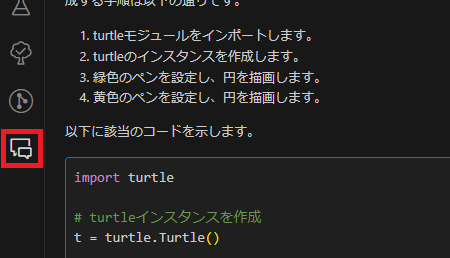 成する手順は以下の通りです。
1. turtleモジュールをインポートします。
2. turtleのインスタンスを作成します。
3. 緑色のペンを設定し、円を描画します。
4. 黄色のペンを設定し、円を描画します。
以下に該当のコードを示します。
import turtle
# turtleインスタンスを作成
t = turtle.Turtle()